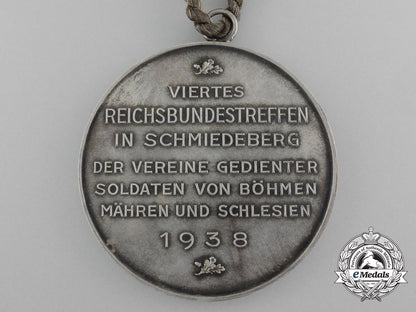 VIERTES
REICHSBUNDESTREFFEN
IN SCHMIEDEBERG
DER VEREINE GEDIENTER
SOLDATEN VON BÖHMEN
MÄHREN UND SCHLESIEN
1938
eMedals